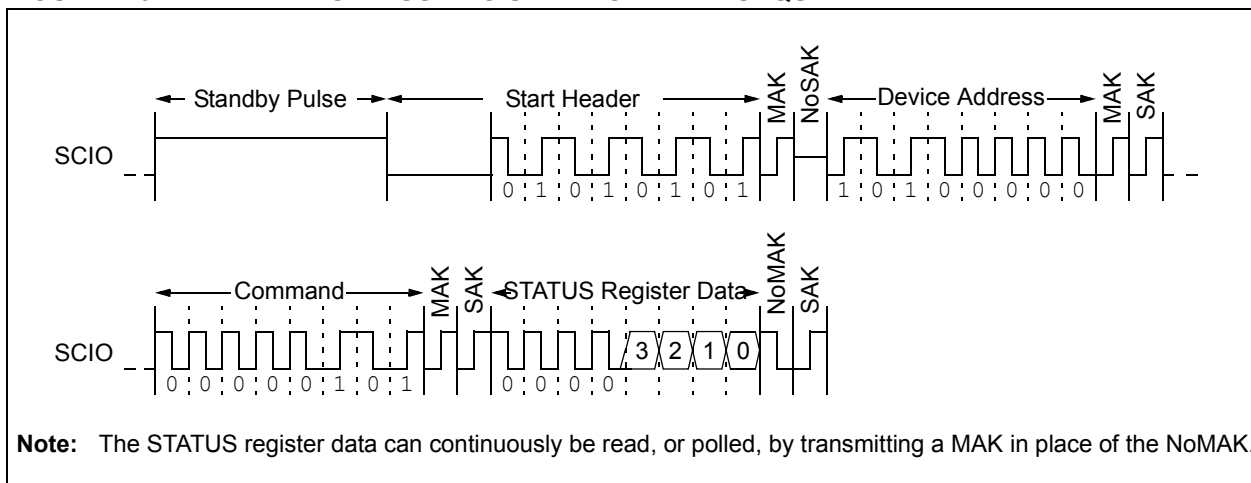 Standby Pulse
Start Header
MAK
NoSAK
Device Address
MAK
SAK
SCIO
0 1 0 1 0 1 0 1
1 0 1 0 0 0 0 0
Command
MAK
SAK
STATUS Register Data
NoMAK
SAK
SCIO
0 0 0 0 0 1 0 1
0 0 0 0
3 2 1 0
Note: The STATUS register data can continuously be read, or polled, by transmitting a MAK in place of the NoMAK.